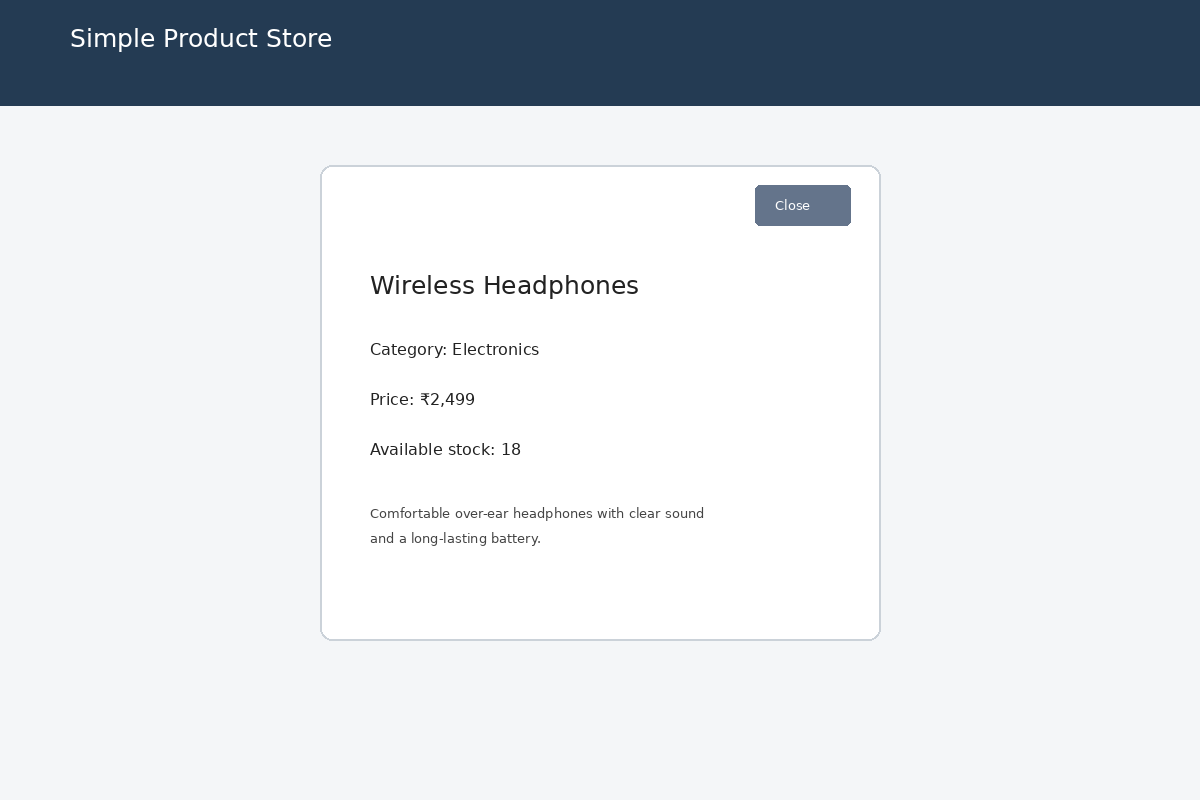 Simple Product Store
Close
Wireless Headphones
Category: Electronics
Price: ₹2,499
Available stock: 18
Comfortable over-ear headphones with clear sound
and a long-lasting battery.